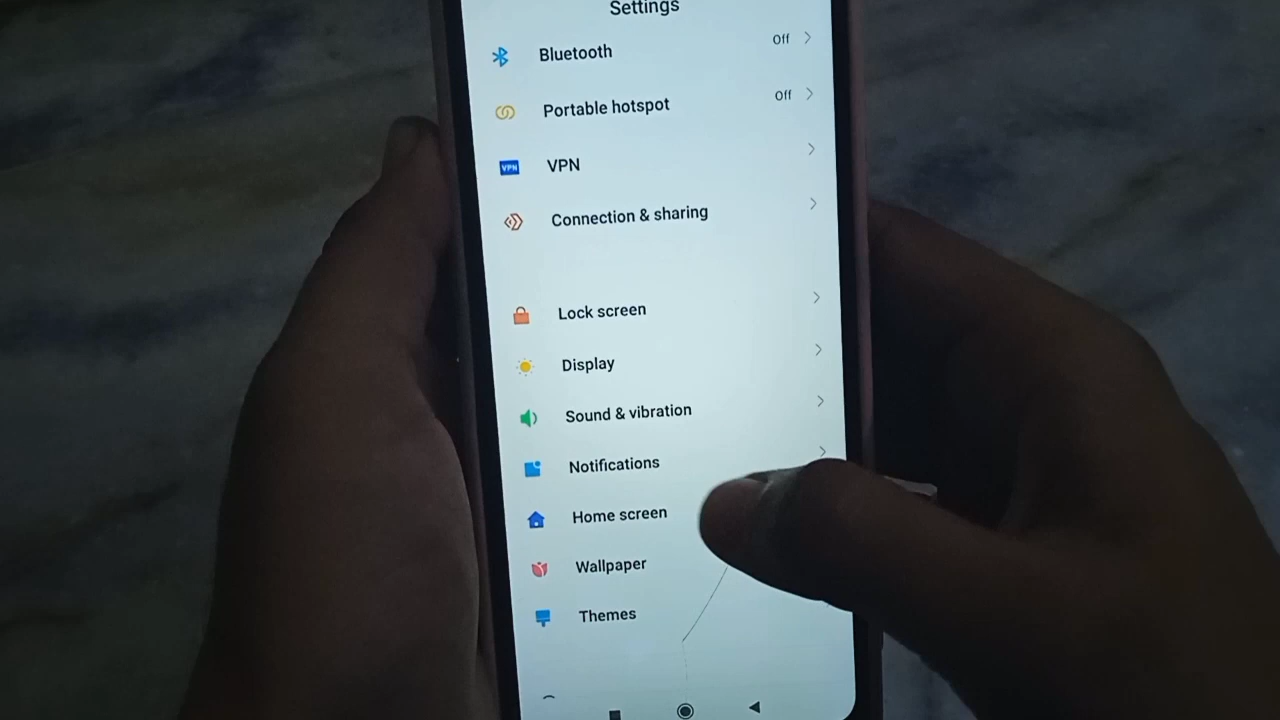 Settings
Bluetooth Off
Portable hotspot Off
VPN VPN
Connection & sharing
Lock screen
Display
Sound & vibration
Notifications
Home screen
Wallpaper
Themes